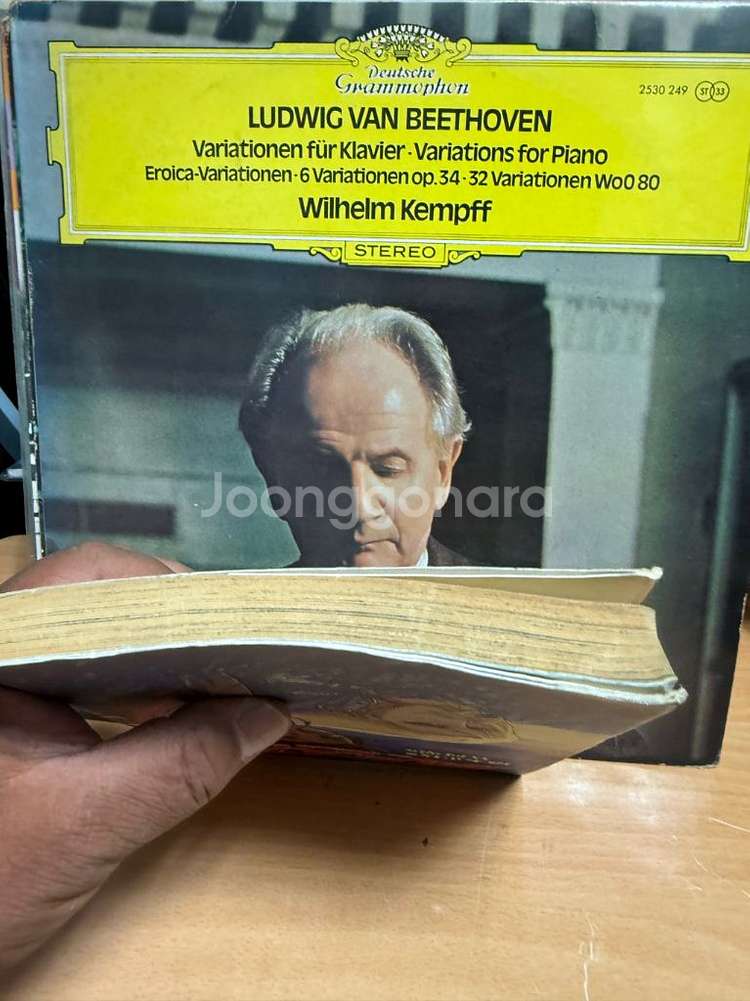 Deutsche
Grammophon
2530 249 ST 33
LUDWIG VAN BEETHOVEN
Variationen für Klavier · Variations for Piano
Eroica-Variationen · 6 Variationen op. 34 · 32 Variationen WoO 80
Wilhelm Kempff
STEREO
Joonggonara